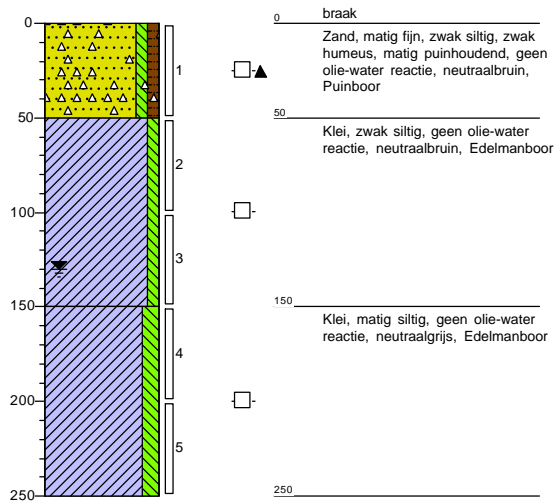 0
50
100
150
200
250
1
2
3
4
5
0
braak
Zand, matig fijn, zwak siltig, zwak
humeus, matig puinhoudend, geen
olie-water reactie, neutraalbruin,
Puinboor
50
Klei, zwak siltig, geen olie-water
reactie, neutraalbruin, Edelmanboor
150
Klei, matig siltig, geen olie-water
reactie, neutraalgrijs, Edelmanboor
250